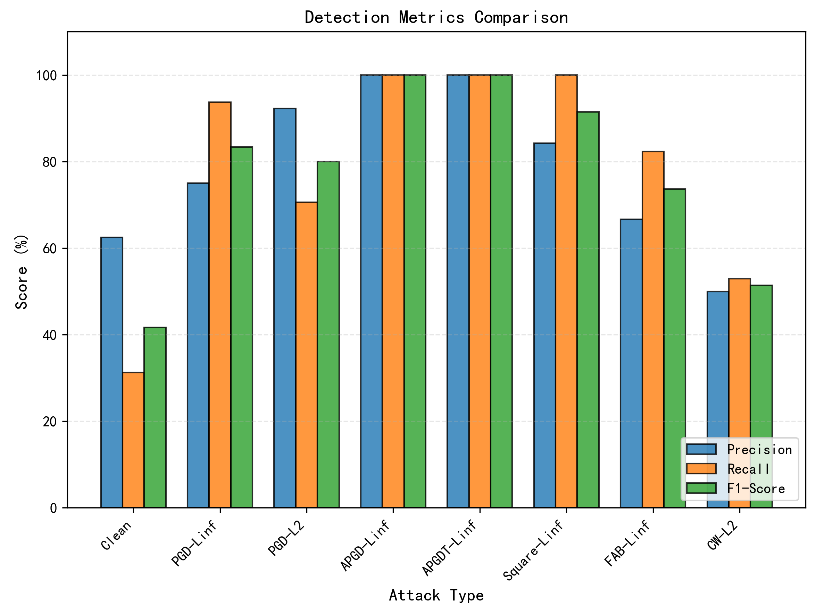 Detection Metrics Comparison
Score (%)
100
80
60
40
20
0
Clean
PGD-Linf
PGD-L2
APGD-Linf
APGDT-Linf
Square-Linf
FAB-Linf
CW-L2
Precision
Recall
F1-Score
Attack Type